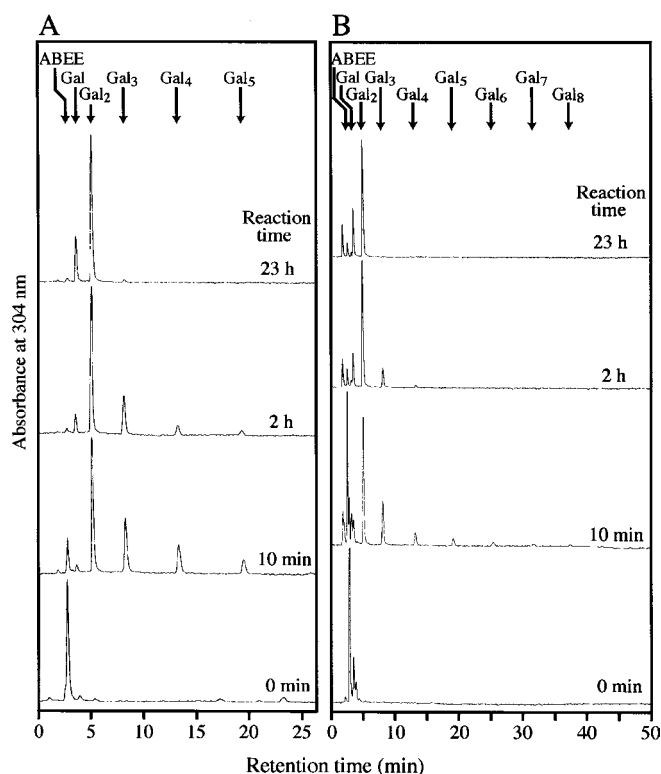 A
ABEE
Gal
Gal₂
Gal₃
Gal₄
Gal₅
Reaction time
23 h
2 h
10 min
0 min
0 5 10 15 20 25
B
ABEE
Gal
Gal₂
Gal₃
Gal₄
Gal₅
Gal₆
Gal₇
Gal₈
Reaction time
23 h
2 h
10 min
0 min
0 10 20 30 40 50
Absorbance at 304 nm
Retention time (min)